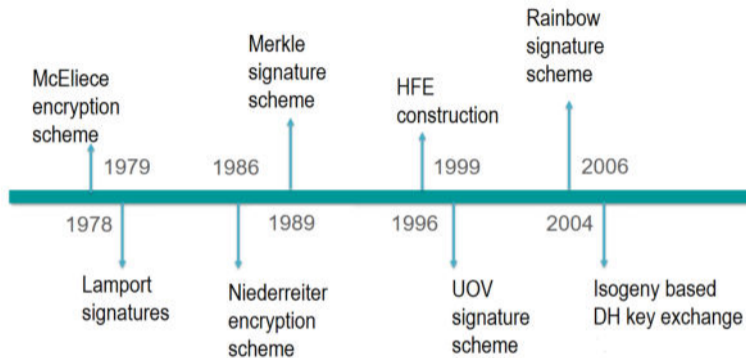 McEliece
encryption
scheme
Merkle
signature
scheme
HFE
construction
Rainbow
signature
scheme
1979
1986
1999
2006
1978
1989
1996
2004
Lamport
signatures
Niederreiter
encryption
scheme
UOV
signature
scheme
Isogeny based
DH key exchange